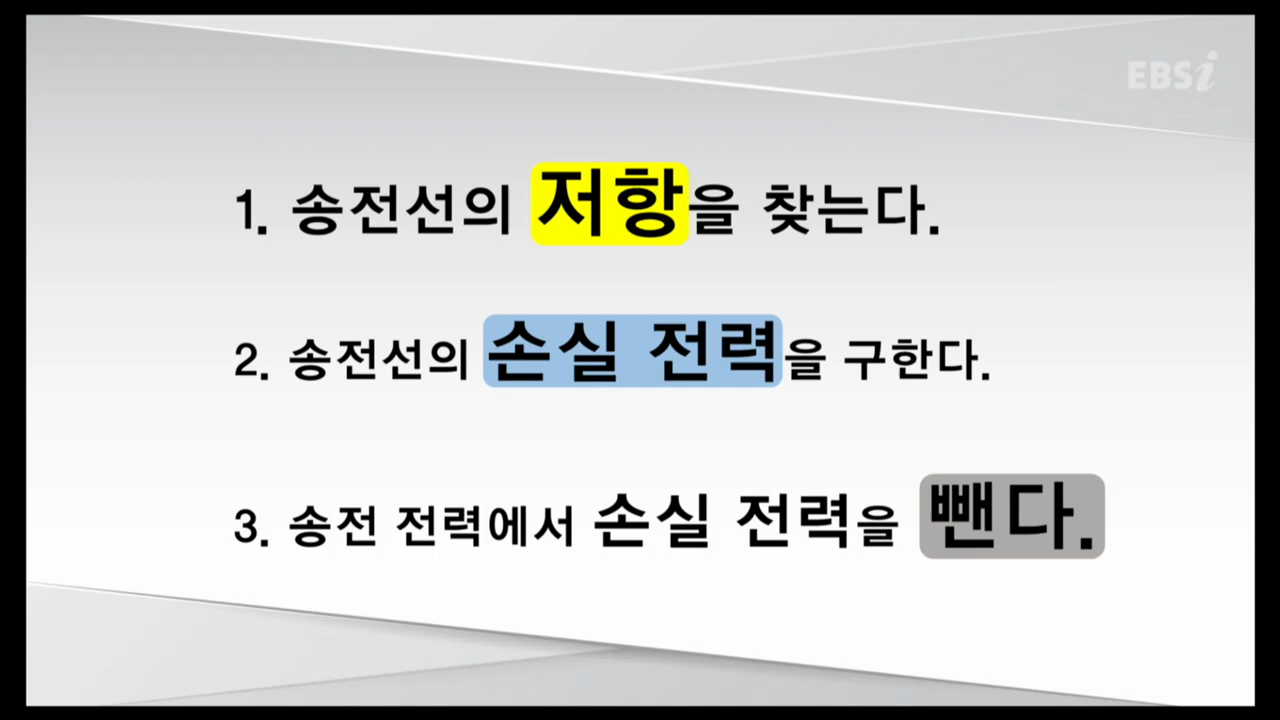 EBSi
1. 송전선의 저항을 찾는다.
2. 송전선의 손실 전력을 구한다.
3. 송전 전력에서 손실 전력을 뺀다.